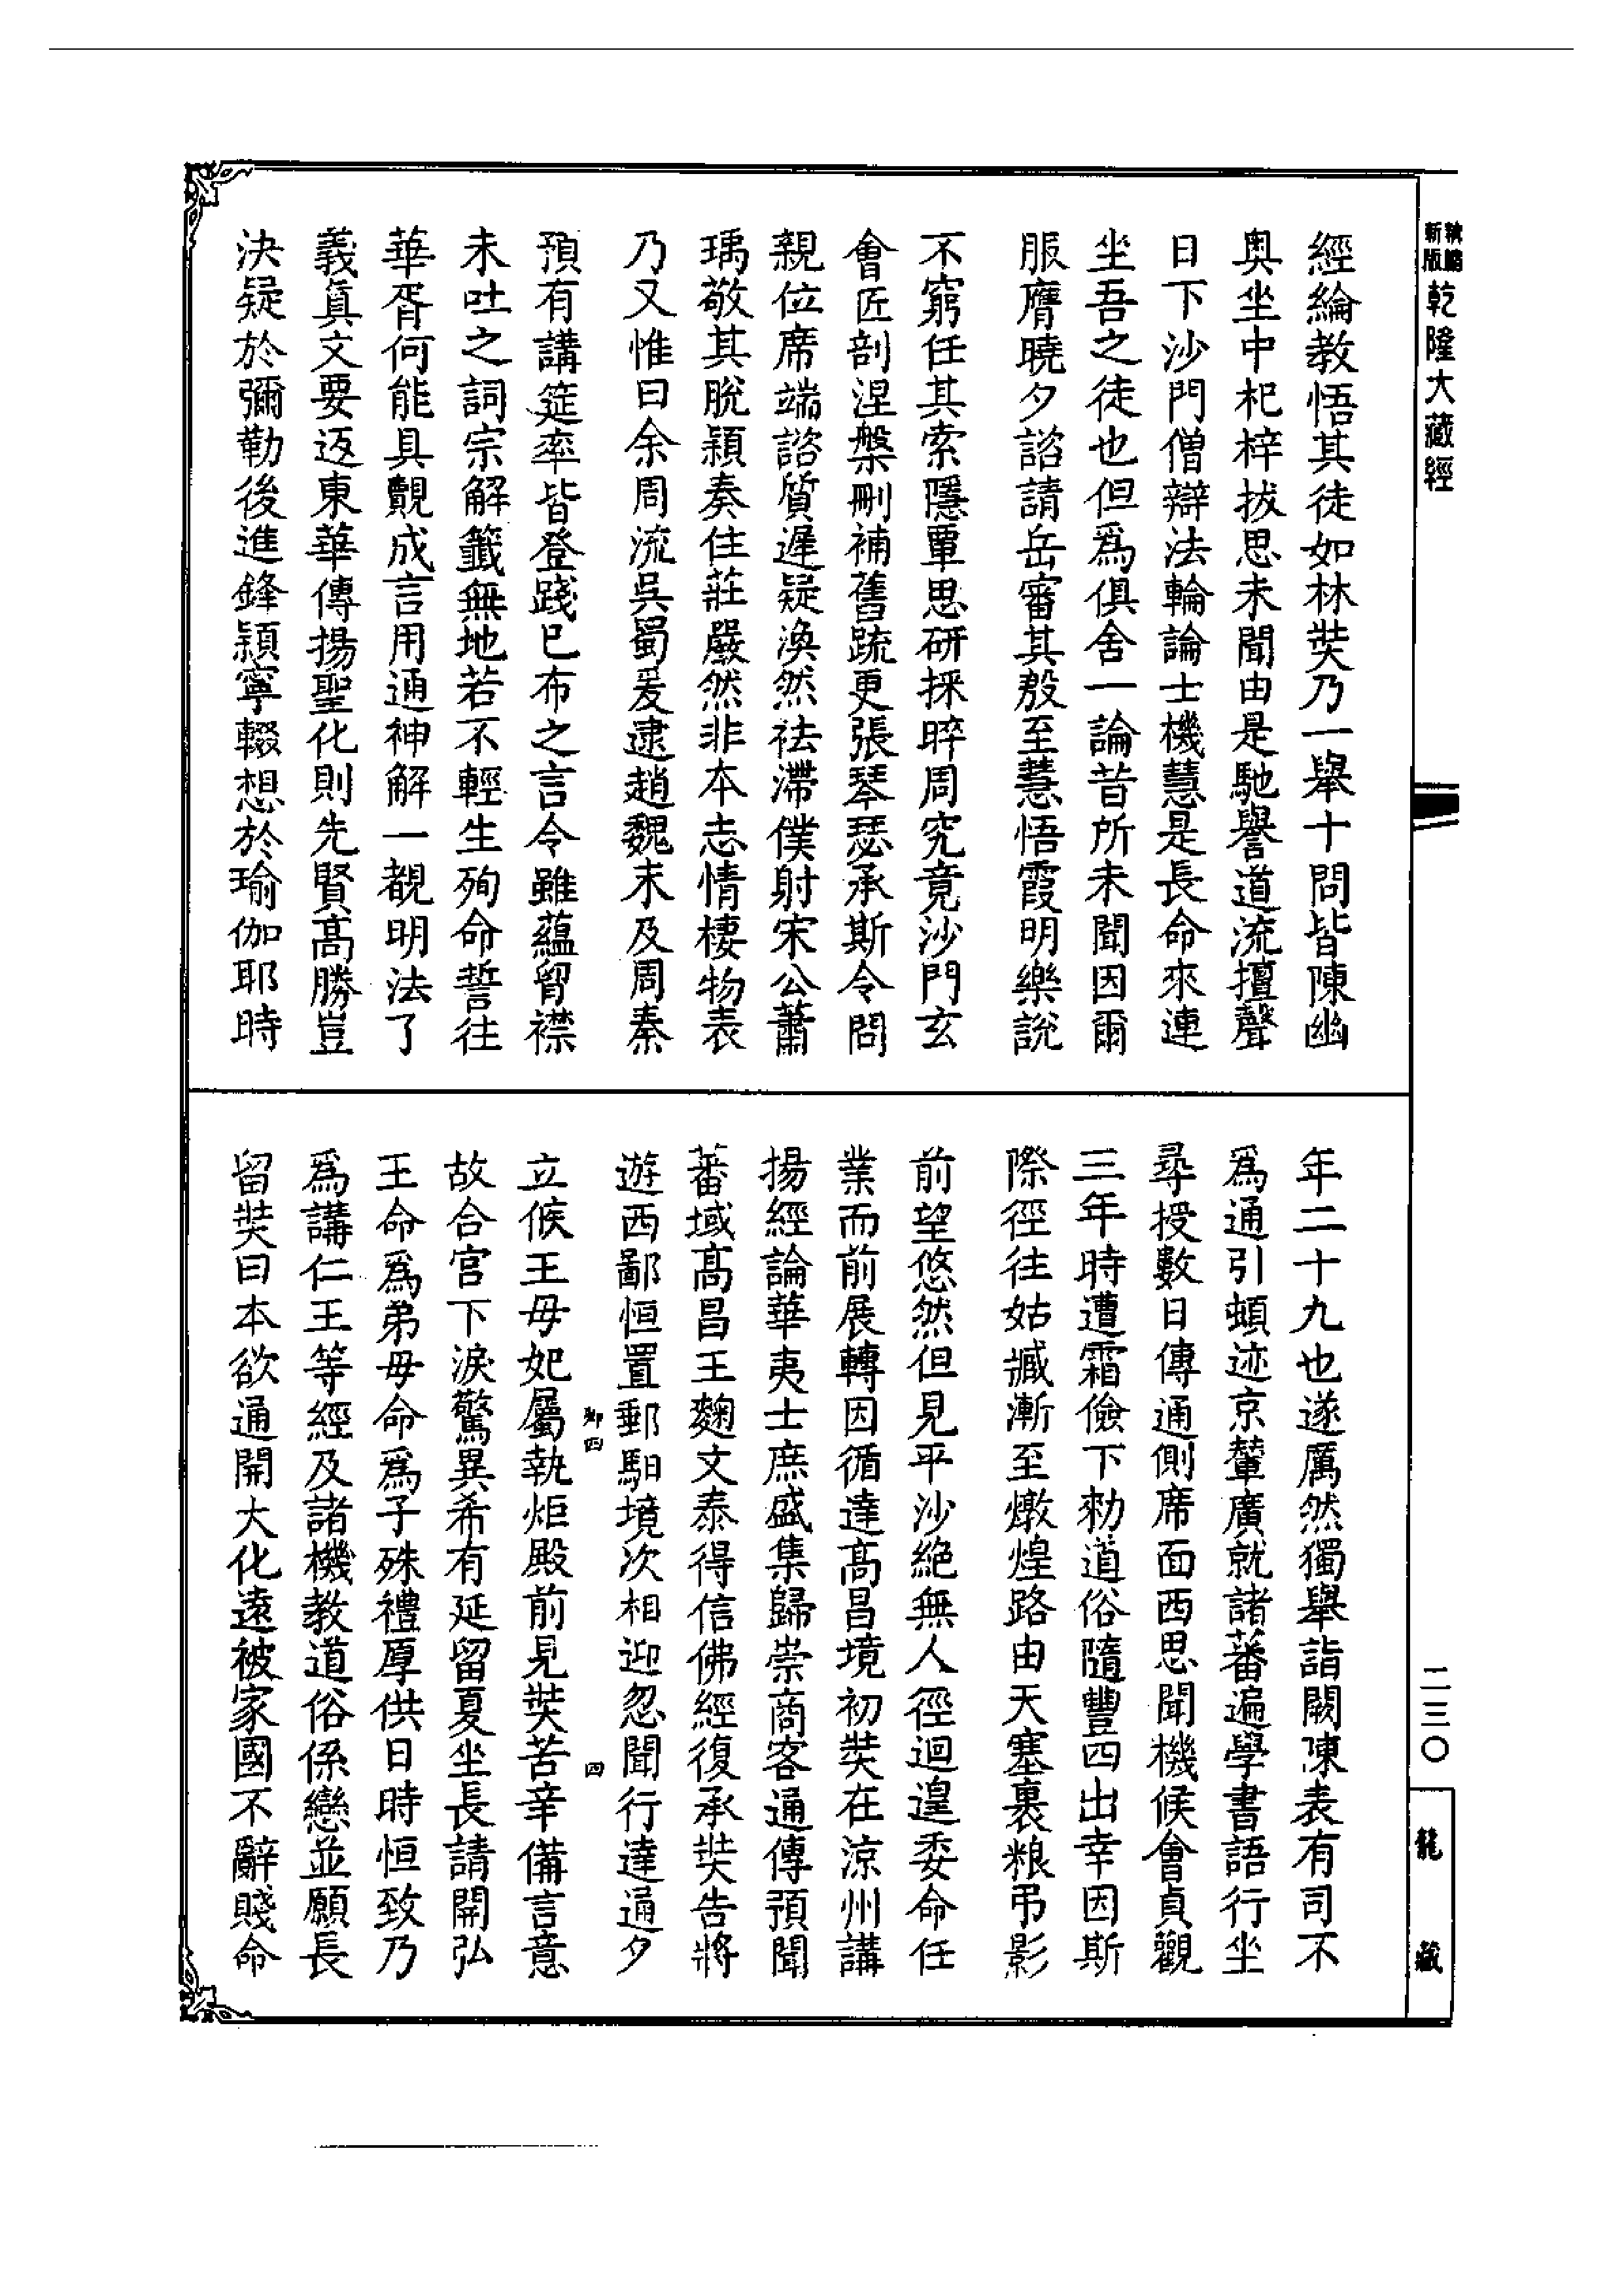 新版
乾隆大藏經
經綸教悟其徒如林奘乃一舉十問皆陳幽
奧坐中杞梓拔思未聞由是馳譽道流擅聲
日下沙門僧辯法輪論士機慧是長命來連
坐吾之徒也但爲俱舍一論昔所未聞因爾
服膺曉夕諮請岳審其殷至慧悟霞明樂說
不窮任其索隱覃思研採晬周究竟沙門玄
會匠剖涅槃刪補舊疏更張琴瑟承斯令問
親位席端諮質遲疑渙然祛滯僕射宋公蕭
瑀敬其脫穎奏住莊嚴然非本志情棲物表
乃又惟曰余周流吳蜀爰逮趙魏末及周秦
預有講筵率皆登踐已布之言令雖蘊胷襟
未吐之詞宗解籤無地若不輕生殉命誓往
華胥何能具覿成言用通神解一覩明法了
義真文要返東華傳揚聖化則先賢高勝豈
決疑於彌勒後進鋒穎寧輟想於瑜伽耶時
年二十九也遂厲然獨舉詣闕陳表有司不
爲通引頓迹京輦廣就諸蕃遍學書語行坐
尋授數日傳通側席面西思聞機候會貞觀
三年時遭霜儉下勑道俗隨豐四出幸因斯
際徑往姑臧漸至燉煌路由天塞裹粮弔影
前望悠然但見平沙絕無人徑迴遑委命任
業而前展轉因循達高昌境初奘在涼州講
揚經論華夷士庶盛集歸崇商客通傳預聞
蕃域高昌王麴文泰得信佛經復承奘告將
遊西鄙恒置郵馹境次相迎忽聞行達通夕
四
四
立候王母妃屬執炬殿前見奘苦辛備言意
故合宮下淚驚異希有延留夏坐長請開弘
王命爲弟母命爲子殊禮厚供日時恒致乃
爲講仁王等經及諸機教道俗係戀並願長
留奘曰本欲通開大化遠被家國不辭賤命
二三〇
龍藏